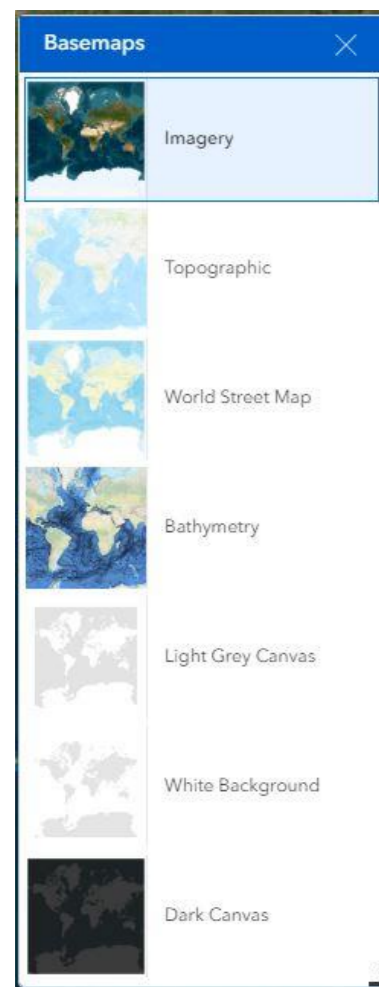 Basemaps
Imagery
Topographic
World Street Map
Bathymetry
Light Grey Canvas
White Background
Dark Canvas